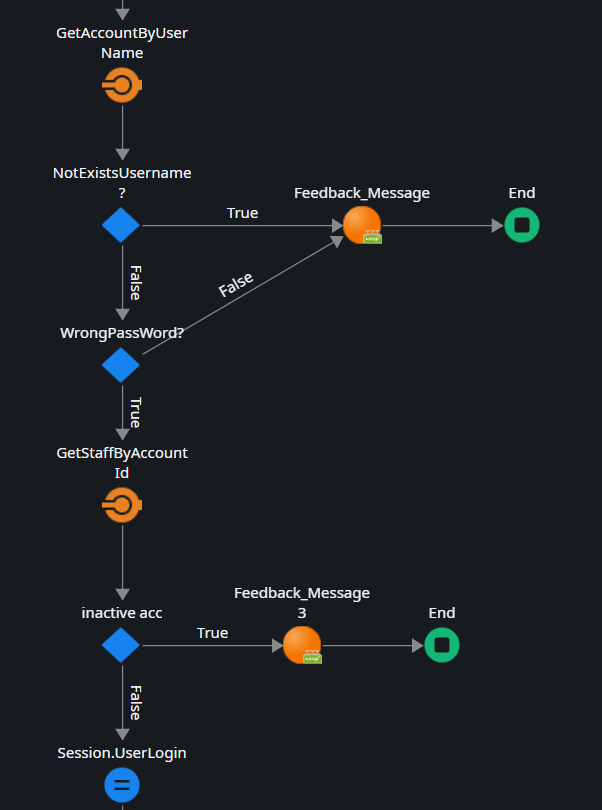 GetAccountByUser
Name
NotExistsUsername
?
Feedback_Message
End
True
False
False
WrongPassWord?
True
GetStaffByAccount
Id
inactive acc
Feedback_Message
3
End
True
False
Session.UserLogin